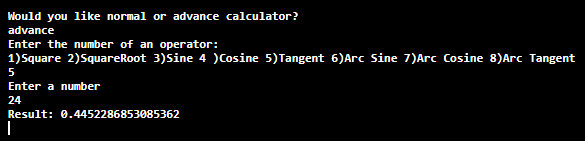 Would you like normal or advance calculator?
advance
Enter the number of an operator:
1)Square 2)SquareRoot 3)Sine 4 )Cosine 5)Tangent 6)Arc Sine 7)Arc Cosine 8)Arc Tangent
5
Enter a number
24
Result: 0.4452286853085362